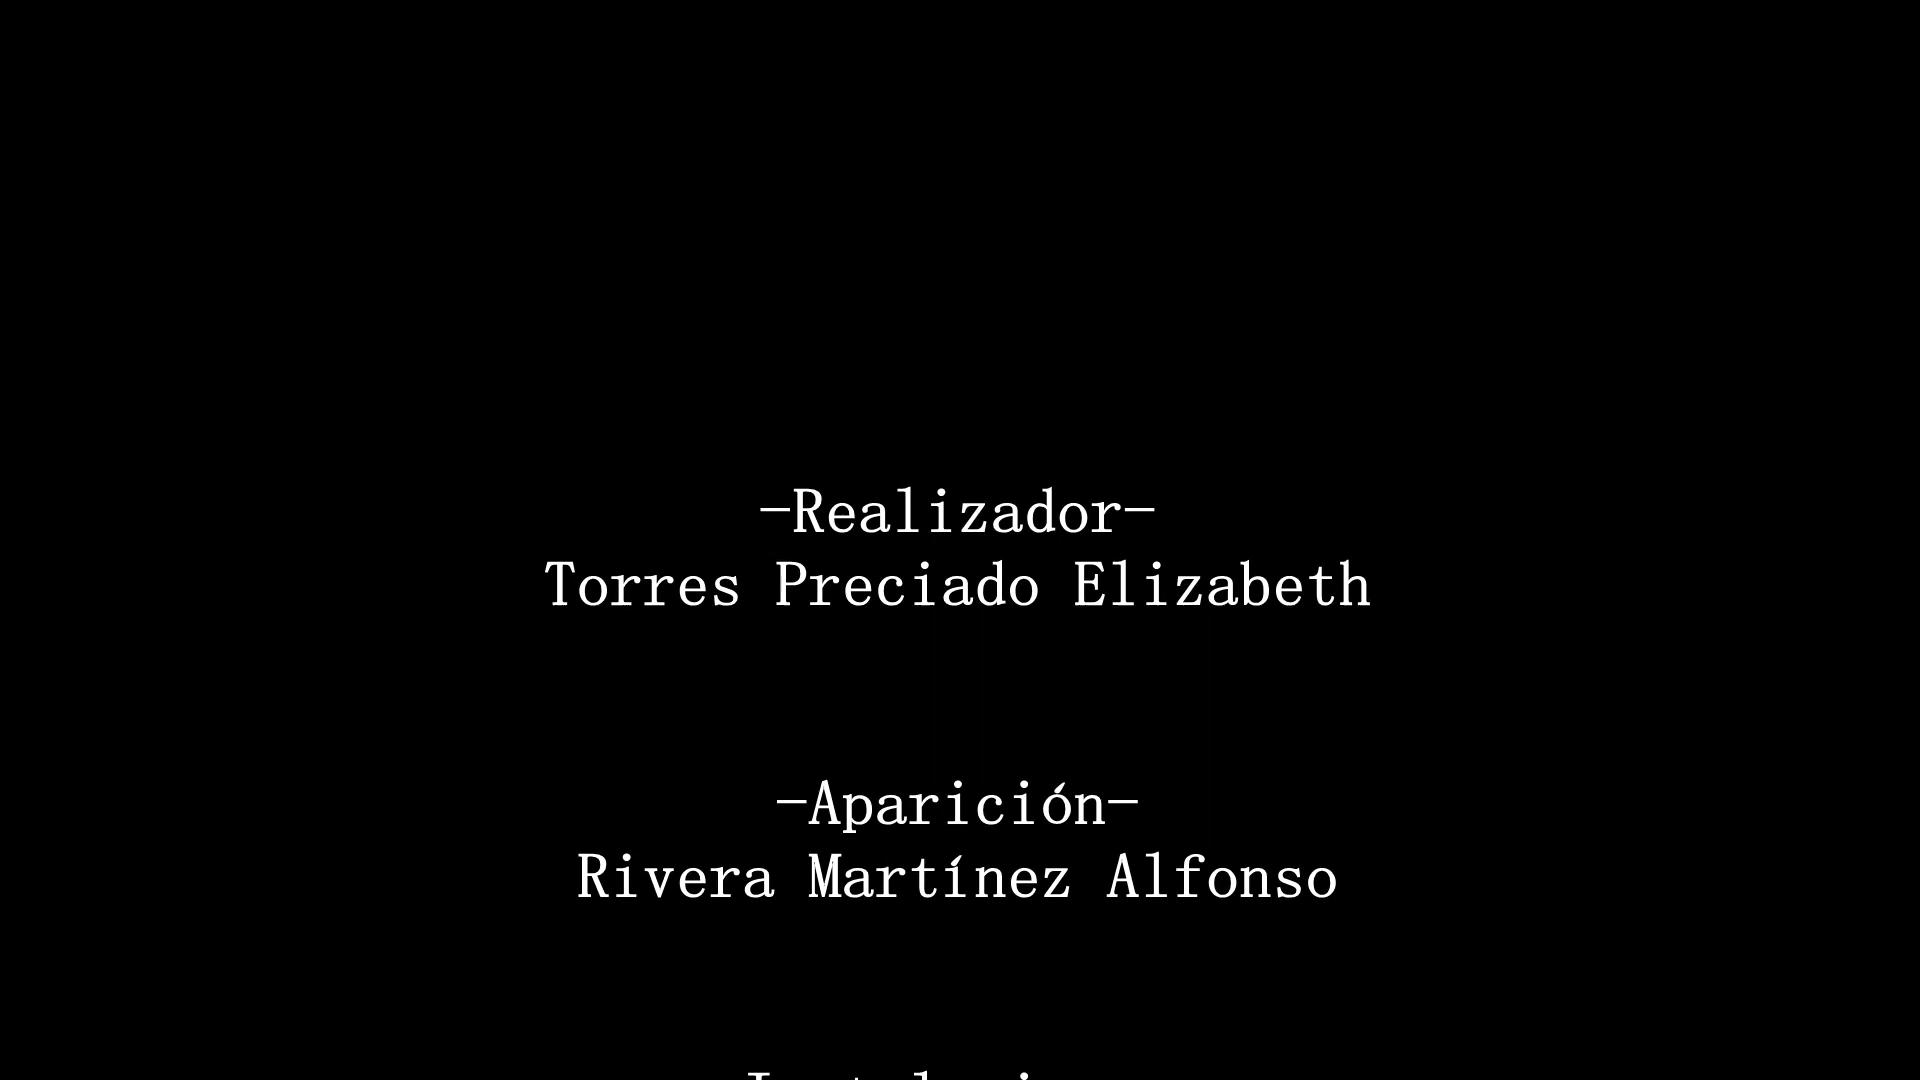 -Realizador-
Torres Preciado Elizabeth
-Aparición-
Rivera Martínez Alfonso